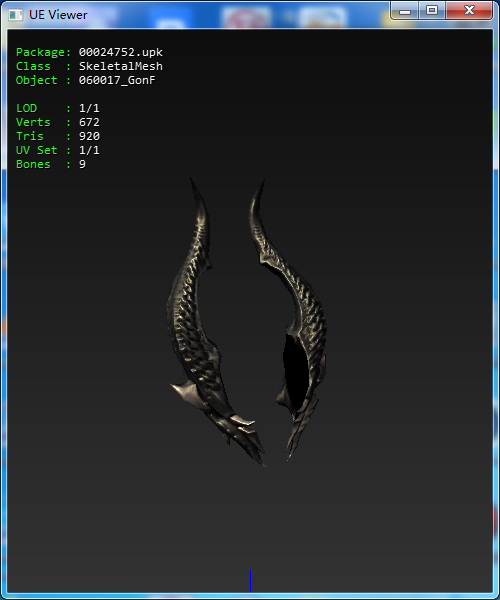 UE Viewer
Package: 00024752.upk
Class : SkeletalMesh
Object : 060017_GonF
LOD : 1/1
Verts : 672
Tris : 920
UV Set : 1/1
Bones : 9